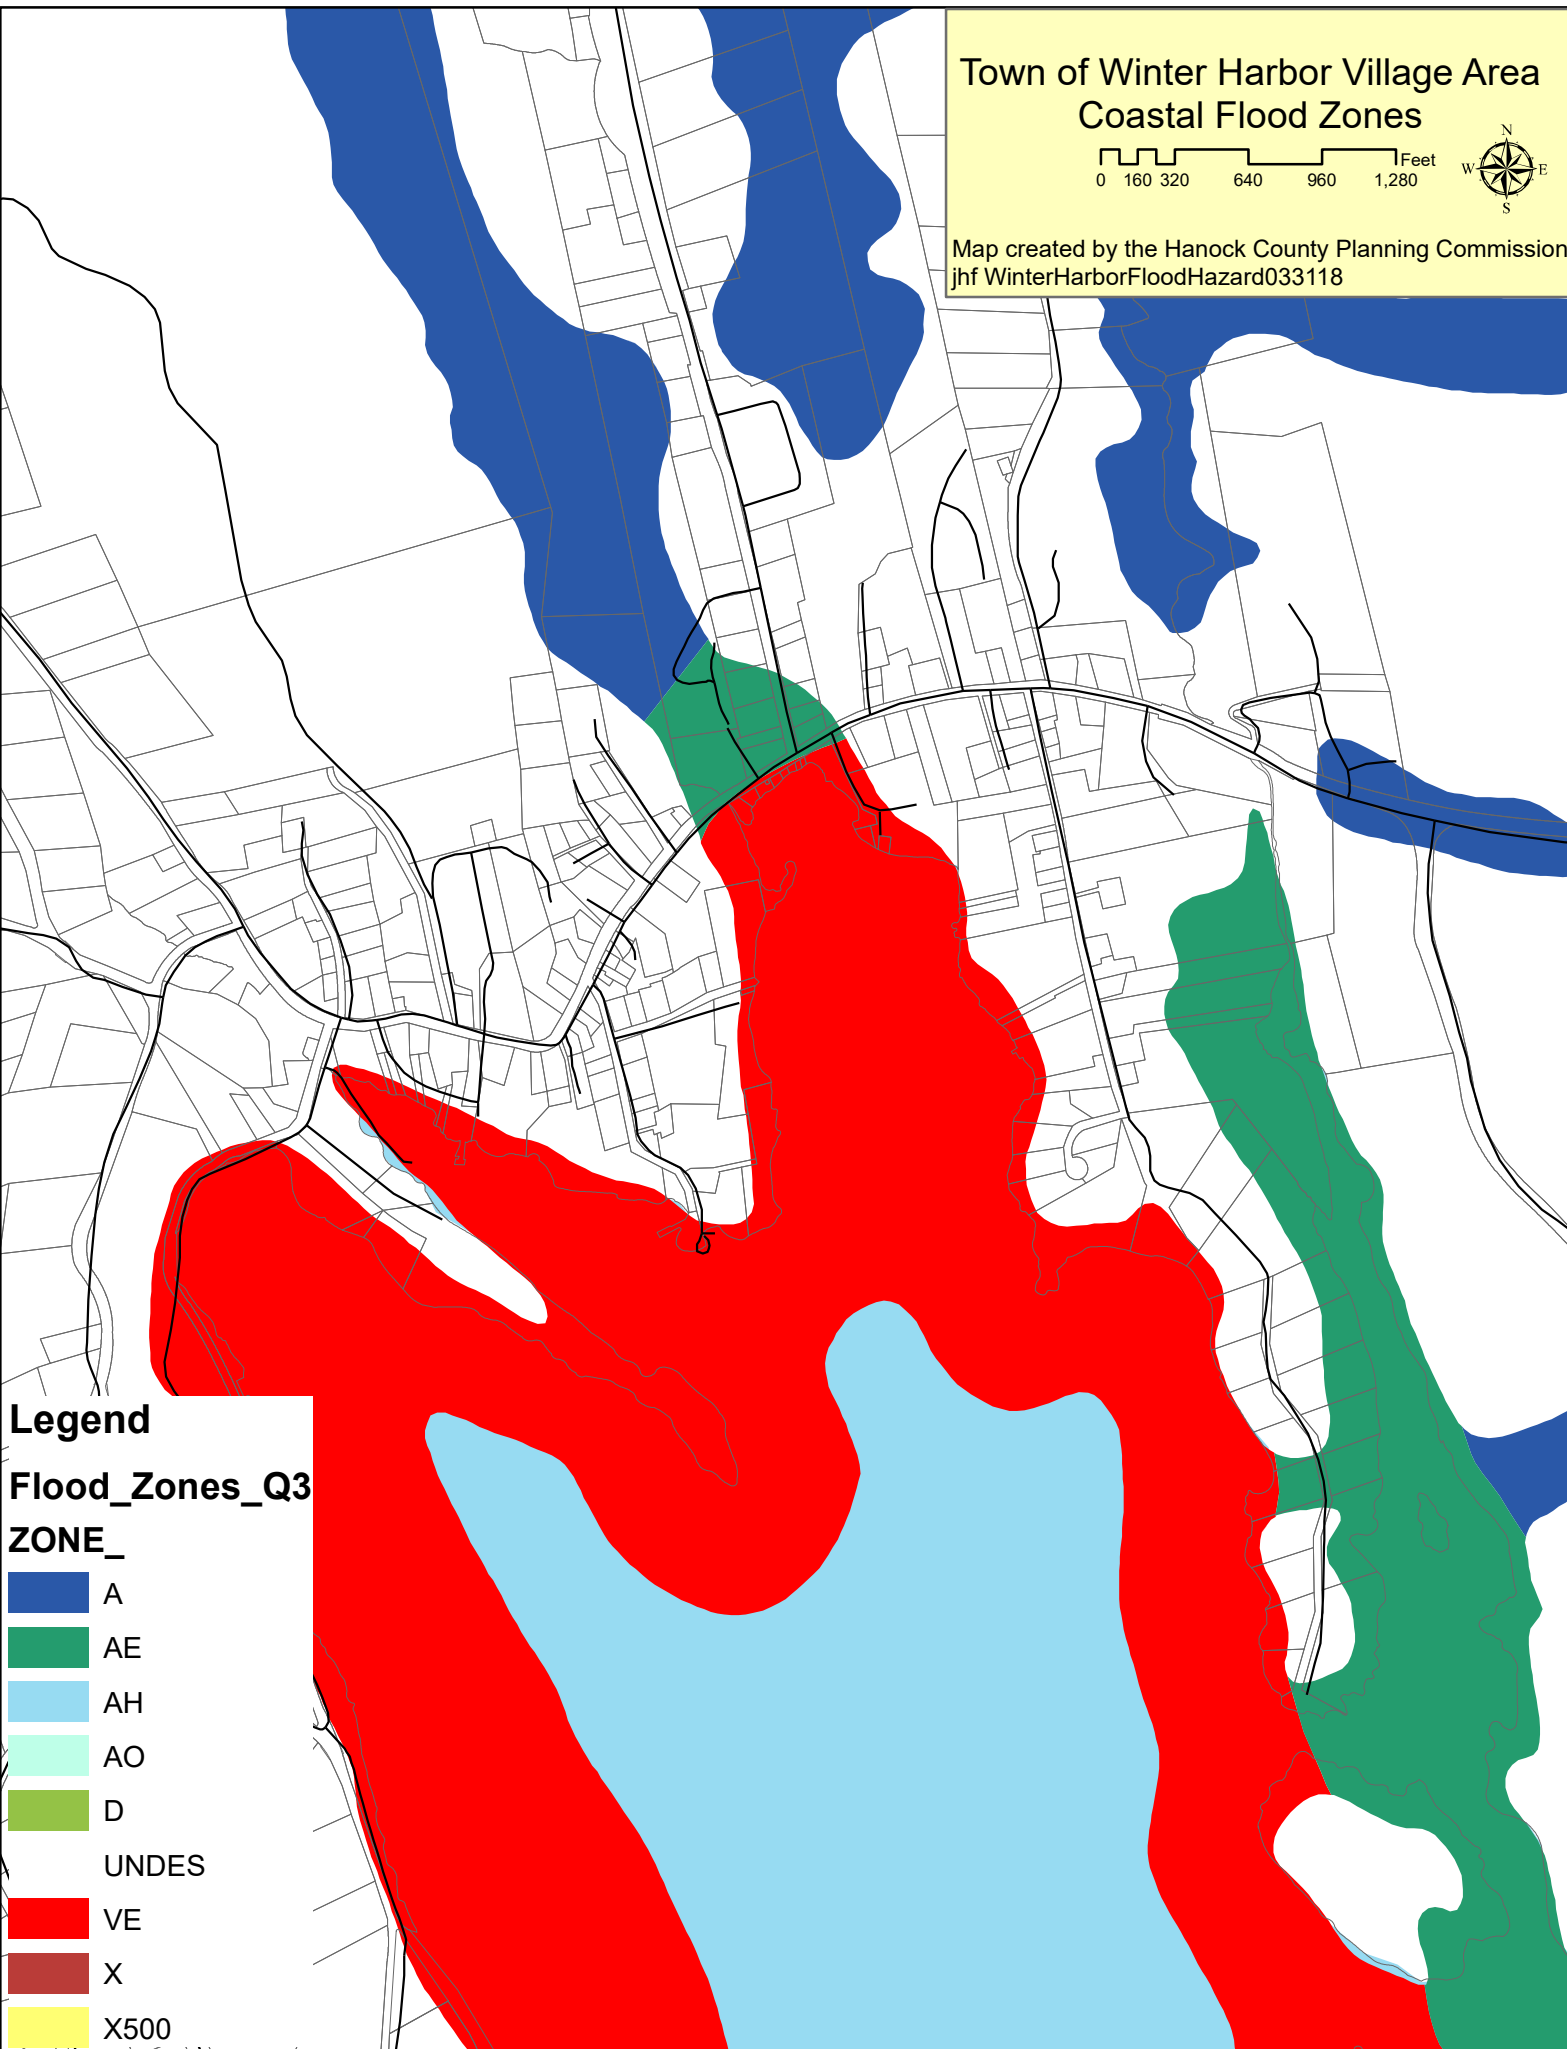 Town of Winter Harbor Village Area
Coastal Flood Zones
Feet
0 160 320 640 960 1,280
N
W E
S
Map created by the Hanock County Planning Commission
jhf WinterHarborFloodHazard033118
Legend
Flood_Zones_Q3
ZONE_
A
AE
AH
AO
D
UNDES
VE
X
X500